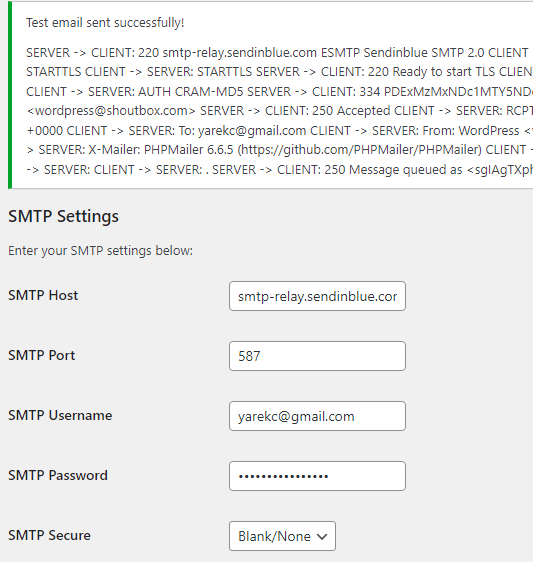 Test email sent successfully!
SERVER -> CLIENT: 220 smtp-relay.sendinblue.com ESMTP Sendinblue SMTP 2.0 CLIENT
STARTTLS CLIENT -> SERVER: STARTTLS SERVER -> CLIENT: 220 Ready to start TLS CLIEN
CLIENT -> SERVER: AUTH CRAM-MD5 SERVER -> CLIENT: 334
<wordpress@shoutbox.com> SERVER -> CLIENT: 250 Accepted CLIENT -> SERVER: RCPT
+0000 CLIENT -> SERVER: To: yarekc@gmail.com CLIENT -> SERVER: From: WordPress <
> SERVER: X-Mailer: PHPMailer 6.6.5 (https://github.com/PHPMailer/PHPMailer) CLIENT -
-> SERVER: CLIENT -> SERVER: . SERVER -> CLIENT: 250 Message queued as
SMTP Settings
Enter your SMTP settings below:
SMTP Host
smtp-relay.sendinblue.cor
SMTP Port
587
SMTP Username
yarekc@gmail.com
SMTP Password
SMTP Secure
Blank/None